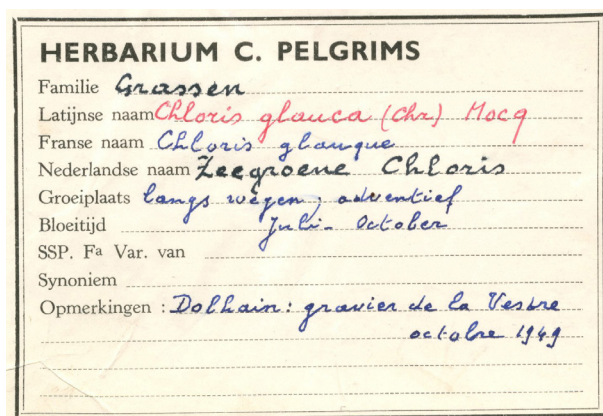 HERBARIUM C. PELGRIMS
Familie Grassen
Latijnse naam Chloris glauca (Chr) Mocq
Franse naam Chloris glauque
Nederlandse naam Zeegroene Chloris
Groeiplaats langs wegen; adventief
Bloeitijd Juli - October
SSP. Fa Var. van
Synoniem
Opmerkingen : Dolhain: gravier de la Vesdre
octobre 1949